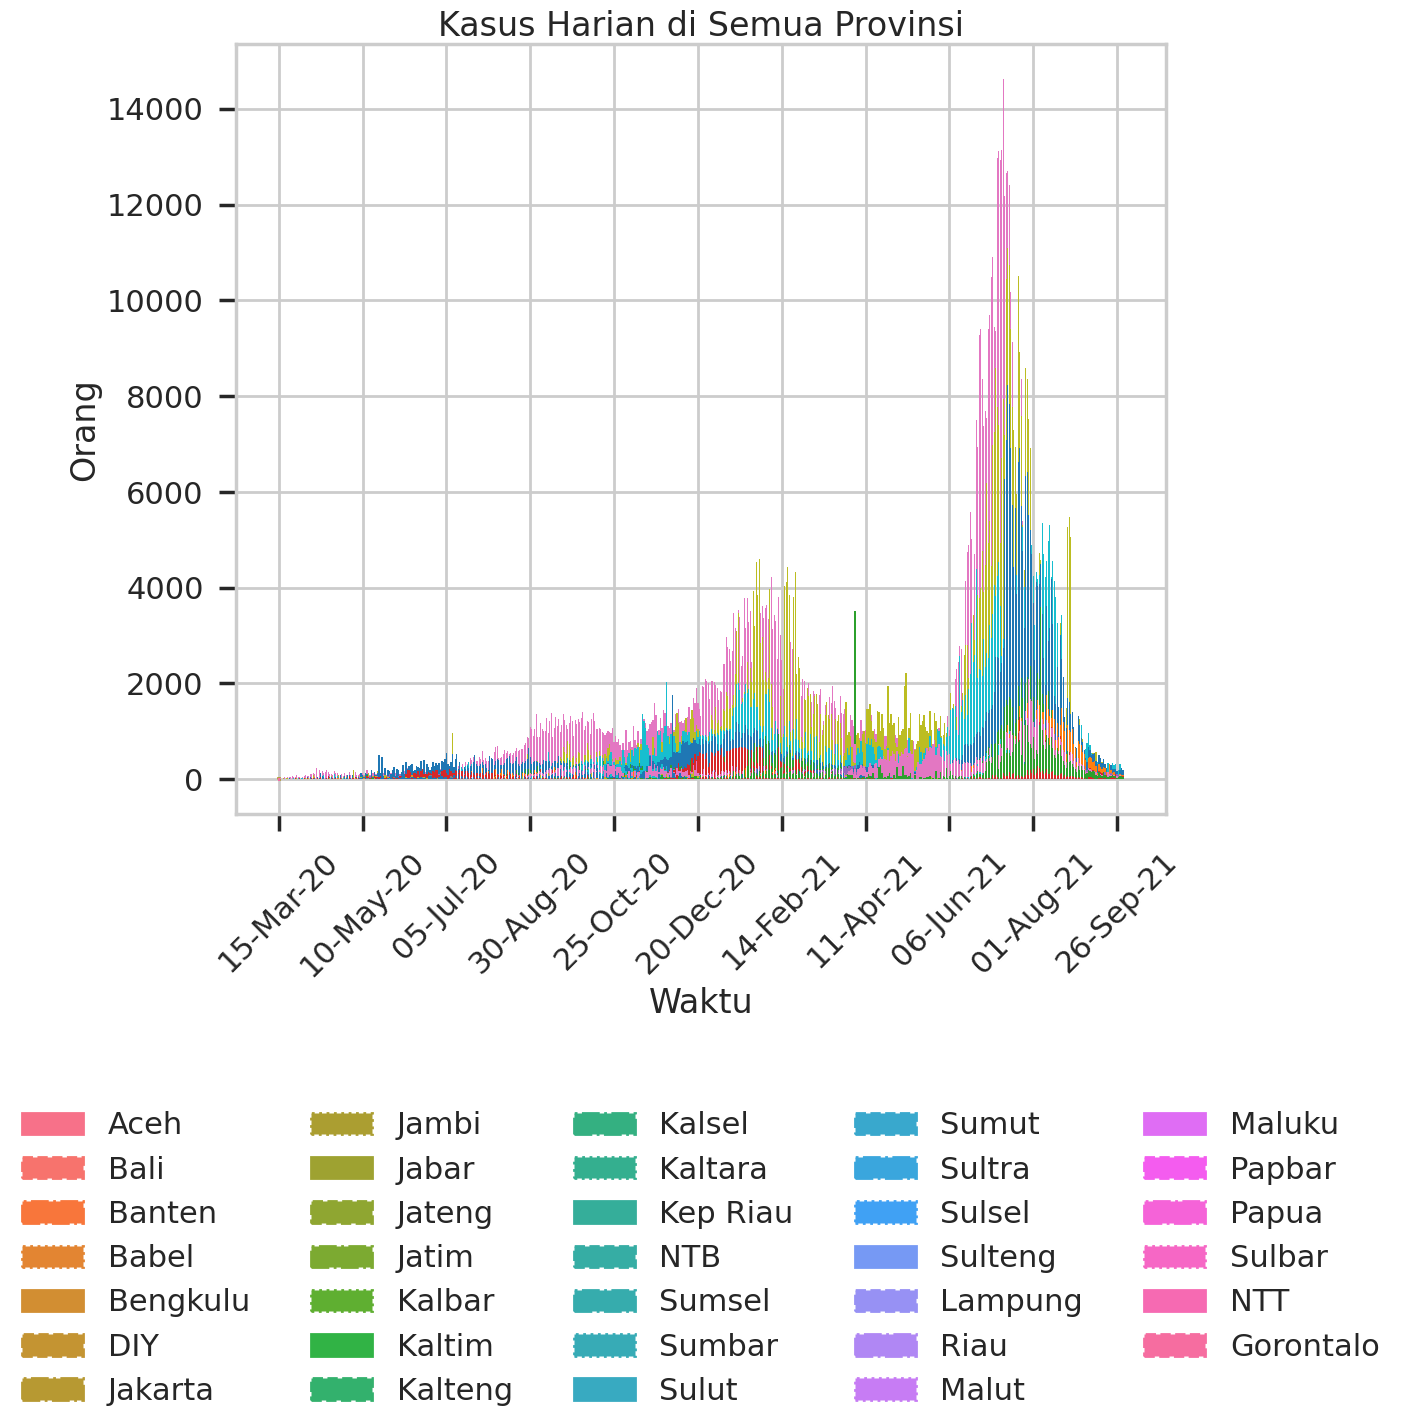 Kasus Harian di Semua Provinsi
14000
12000
10000
8000
6000
4000
2000
0
Orang
15-Mar-20
10-May-20
05-Jul-20
30-Aug-20
25-Oct-20
20-Dec-20
14-Feb-21
11-Apr-21
06-Jun-21
01-Aug-21
26-Sep-21
Waktu
Aceh
Bali
Banten
Babel
Bengkulu
DIY
Jakarta
Jambi
Jabar
Jateng
Jatim
Kalbar
Kaltim
Kalteng
Kalsel
Kaltara
Kep Riau
NTB
Sumsel
Sumbar
Sulut
Sumut
Sultra
Sulsel
Sulteng
Lampung
Riau
Malut
Maluku
Papbar
Papua
Sulbar
NTT
Gorontalo